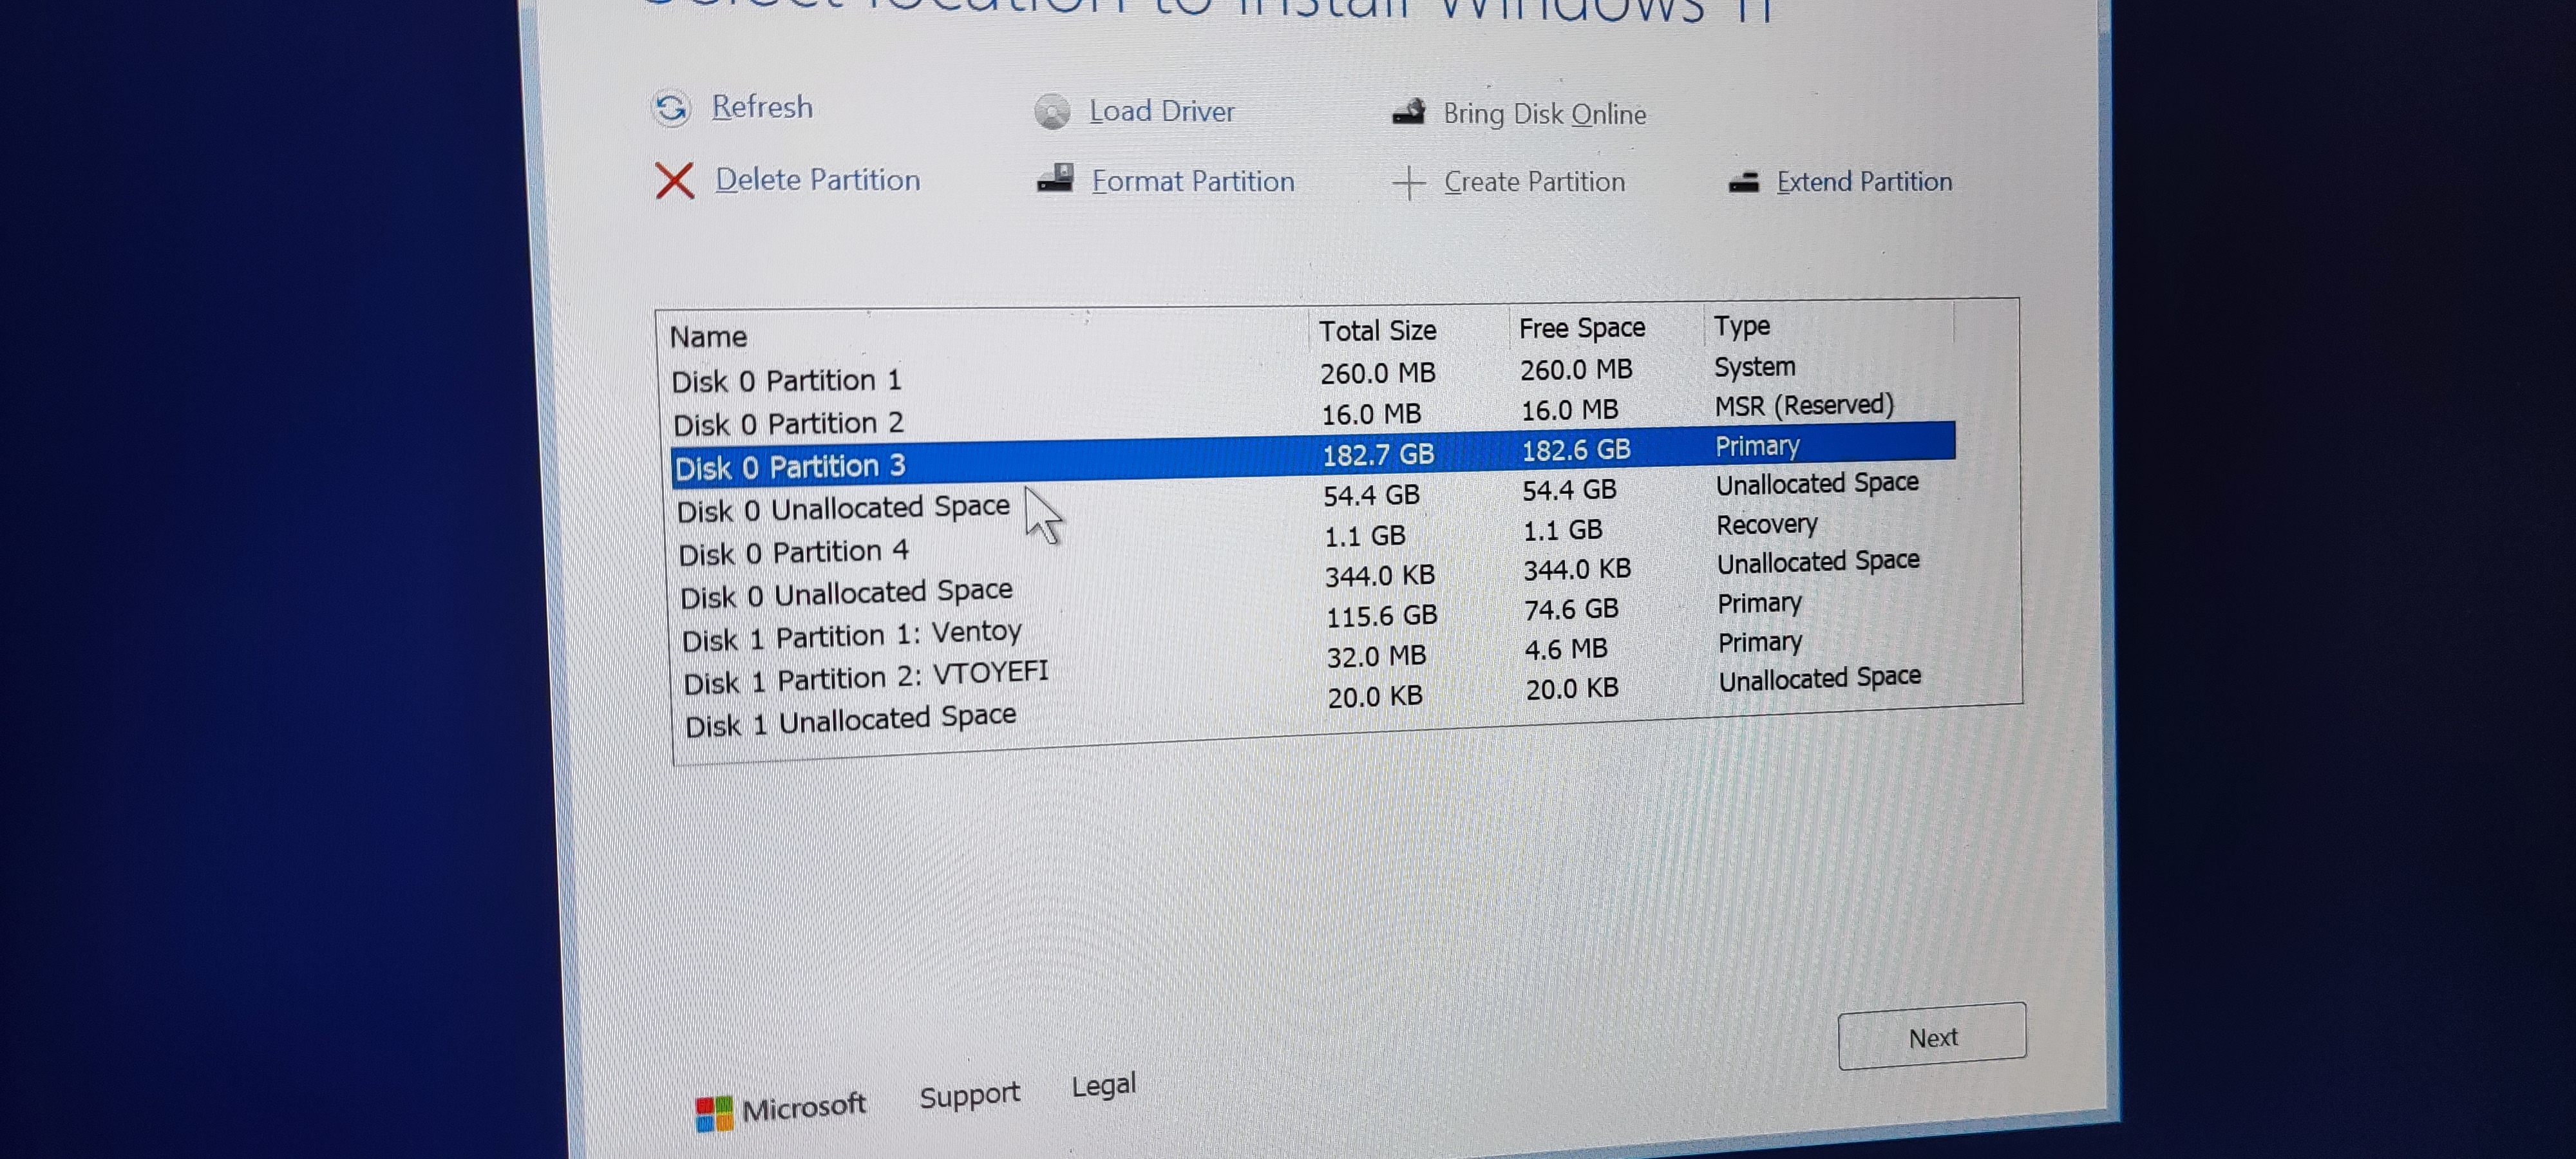 Select location to install Windows 11
Refresh
Load Driver
Bring Disk Online
Delete Partition
Format Partition
Create Partition
Extend Partition
Name Total Size Free Space Type
Disk 0 Partition 1 260.0 MB 260.0 MB System
Disk 0 Partition 2 16.0 MB 16.0 MB MSR (Reserved)
Disk 0 Partition 3 182.7 GB 182.6 GB Primary
Disk 0 Unallocated Space 54.4 GB 54.4 GB Unallocated Space
Disk 0 Partition 4 1.1 GB 1.1 GB Recovery
Disk 0 Unallocated Space 344.0 KB 344.0 KB Unallocated Space
Disk 1 Partition 1: Ventoy 115.6 GB 74.6 GB Primary
Disk 1 Partition 2: VTOYEFI 32.0 MB 4.6 MB Primary
Disk 1 Unallocated Space 20.0 KB 20.0 KB Unallocated Space
Next
Microsoft Support Legal